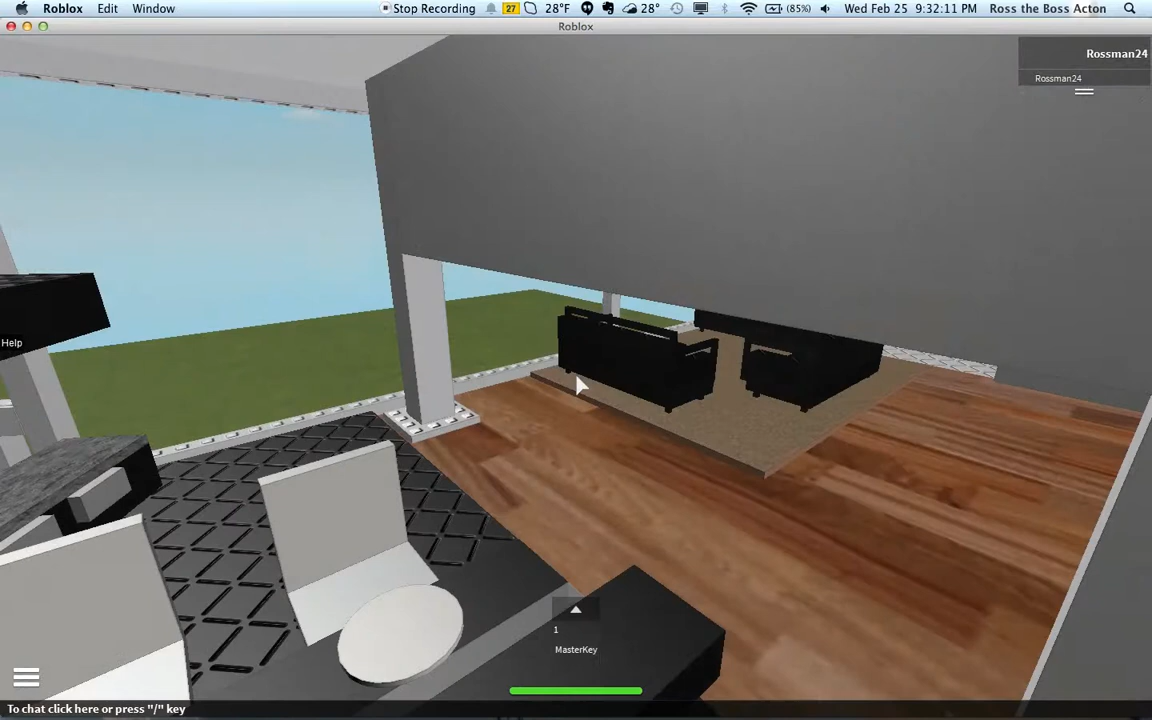 Roblox Edit Window Stop Recording 27 28°F 28° (85%) Wed Feb 25 9:32:11 PM Ross the Boss Acton
Roblox
Rossman24
Rossman24
Help
1
MasterKey
To chat click here or press "/" key